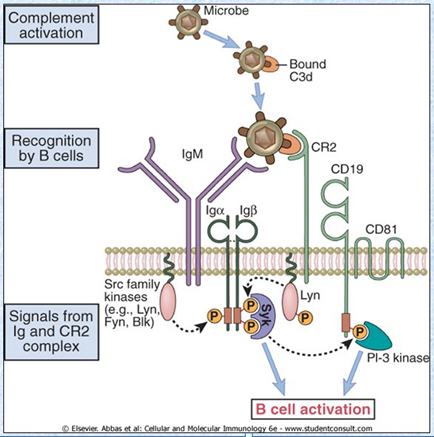 Complement
activation
Microbe
Bound
C3d
Recognition
by B cells
IgM
CR2
CD19
Igα Igβ
CD81
Src family
kinases
(e.g., Lyn,
Fyn, Blk)
Signals from
Ig and CR2
complex
P
P
P
Syk
Lyn
P
P
PI-3 kinase
B cell activation
© Elsevier. Abbas et al: Cellular and Molecular Immunology 6e - www.studentconsult.com